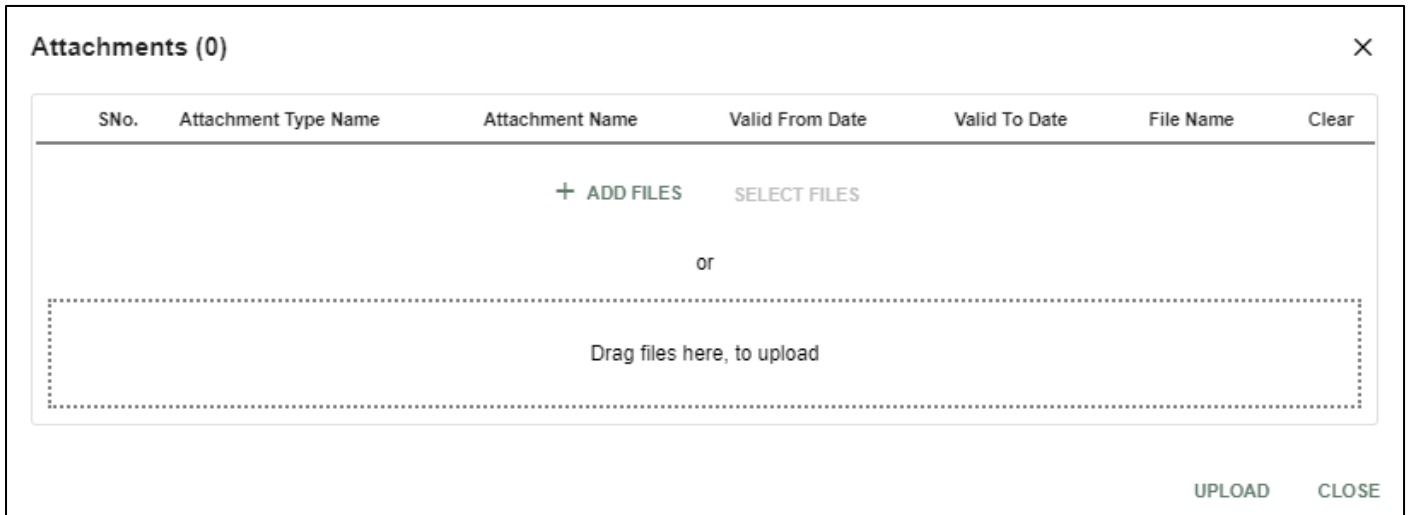 Attachments (0)
SNo. Attachment Type Name Attachment Name Valid From Date Valid To Date File Name Clear
+ ADD FILES SELECT FILES
or
Drag files here, to upload
UPLOAD CLOSE